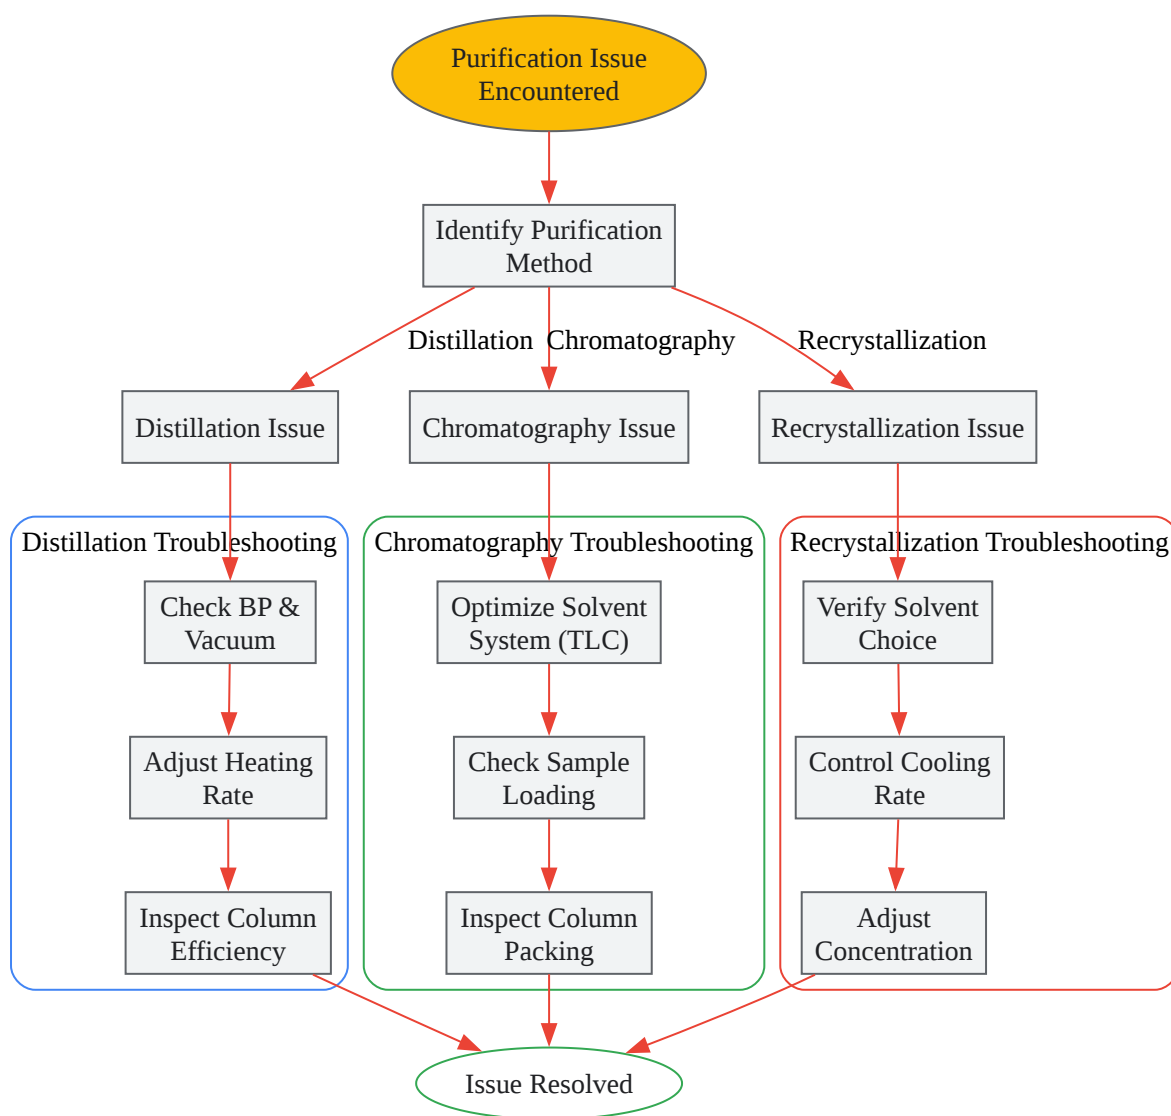 Purification Issue
Encountered
Identify Purification
Method
Distillation
Chromatography
Recrystallization
Distillation Issue
Chromatography Issue
Recrystallization Issue
Distillation Troubleshooting
Check BP &
Vacuum
Adjust Heating
Rate
Inspect Column
Efficiency
Chromatography Troubleshooting
Optimize Solvent
System (TLC)
Check Sample
Loading
Inspect Column
Packing
Recrystallization Troubleshooting
Verify Solvent
Choice
Control Cooling
Rate
Adjust
Concentration
Issue Resolved